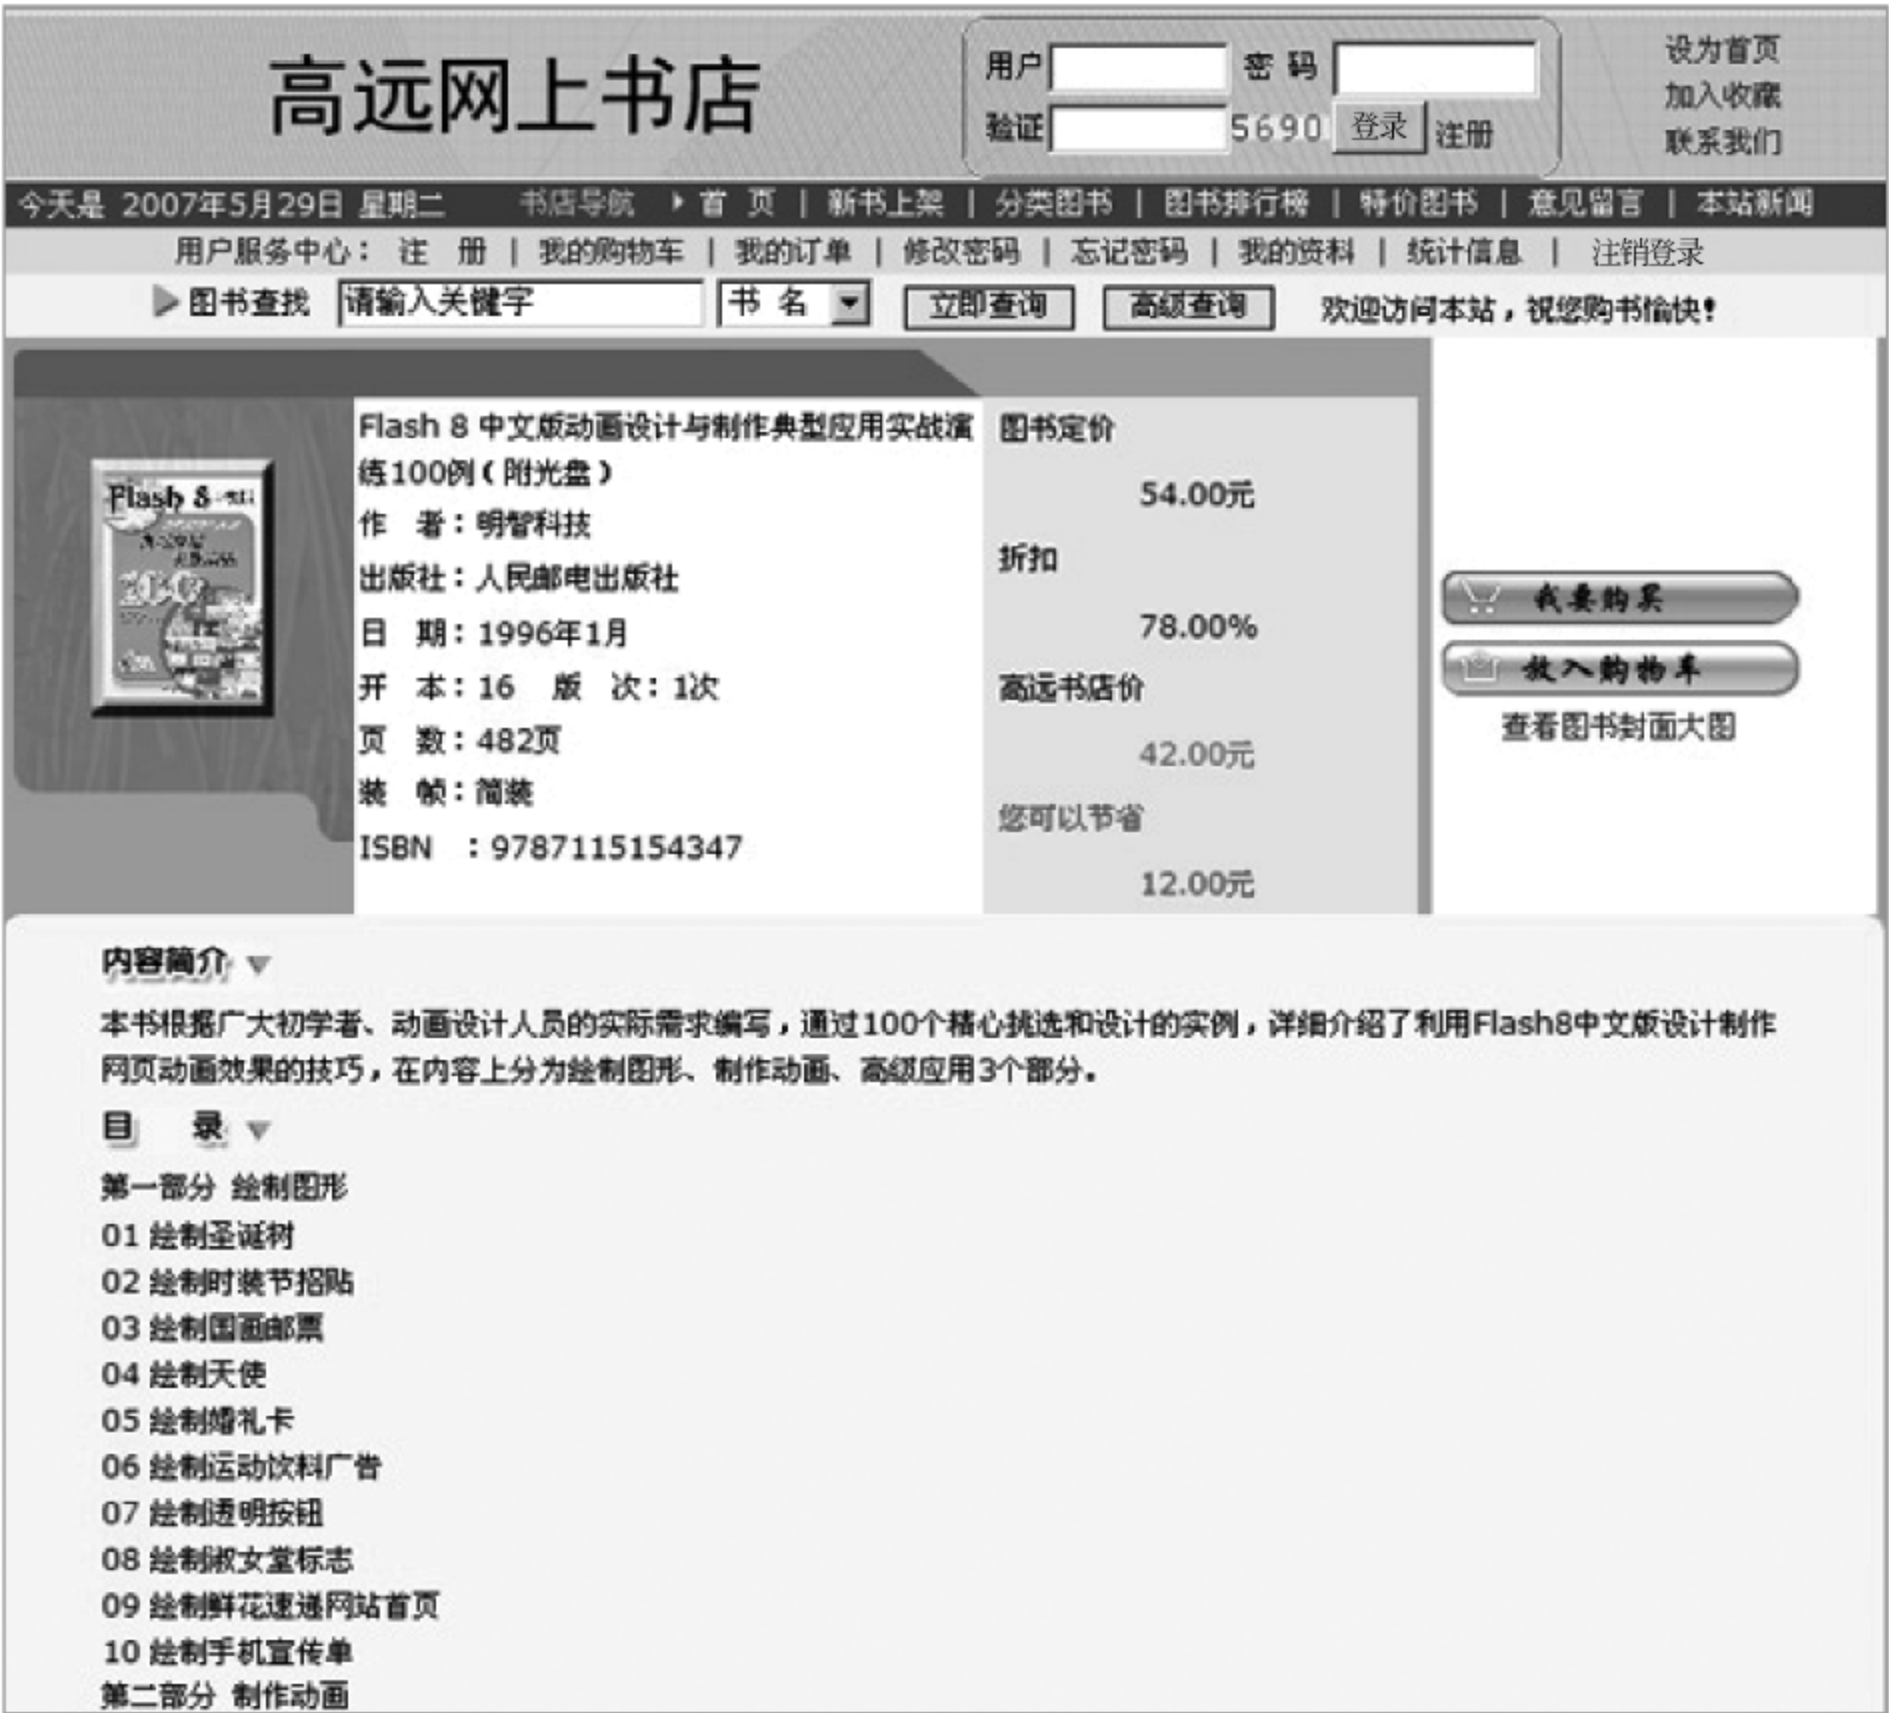 高远网上书店
用户 密 码
验证 5690 登录 注册
设为首页
加入收藏
联系我们
今天是 2007年5月29日 星期二 书店导航 首 页 | 新书上架 | 分类图书 | 图书排行榜 | 特价图书 | 意见留言 | 本站新闻
用户服务中心： 注 册 | 我的购物车 | 我的订单 | 修改密码 | 忘记密码 | 我的资料 | 统计信息 | 注销登录
图书查找 请输入关键字 书 名 立即查询 高级查询 欢迎访问本站，祝您购书愉快！
Flash 8
Flash 8 中文版动画设计与制作典型应用实战演
练100例（附光盘）
作 者：明智科技
出版社：人民邮电出版社
日 期：1996年1月
开 本：16 版 次：1次
页 数：482页
装 帧：简装
ISBN ：9787115154347
图书定价
54.00元
折扣
78.00%
高远书店价
42.00元
您可以节省
12.00元
我要购买
放入购物车
查看图书封面大图
内容简介
本书根据广大初学者、动画设计人员的实际需求编写，通过100个精心挑选和设计的实例，详细介绍了利用Flash8中文版设计制作
网页动画效果的技巧，在内容上分为绘制图形、制作动画、高级应用3个部分。
目 录
第一部分 绘制图形
01 绘制圣诞树
02 绘制时装节招贴
03 绘制国画邮票
04 绘制天使
05 绘制婚礼卡
06 绘制运动饮料广告
07 绘制透明按钮
08 绘制淑女堂标志
09 绘制鲜花速递网站首页
10 绘制手机宣传单
第二部分 制作动画